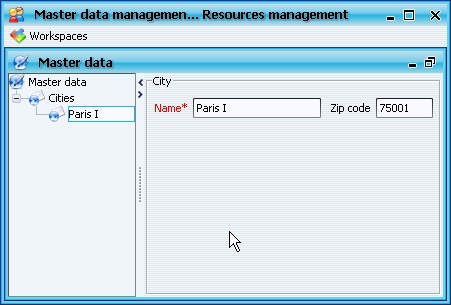 Master data managemen... Resources management
Workspaces
Master data
Master data
Cities
Paris I
City
Name* Paris I Zip code 75001